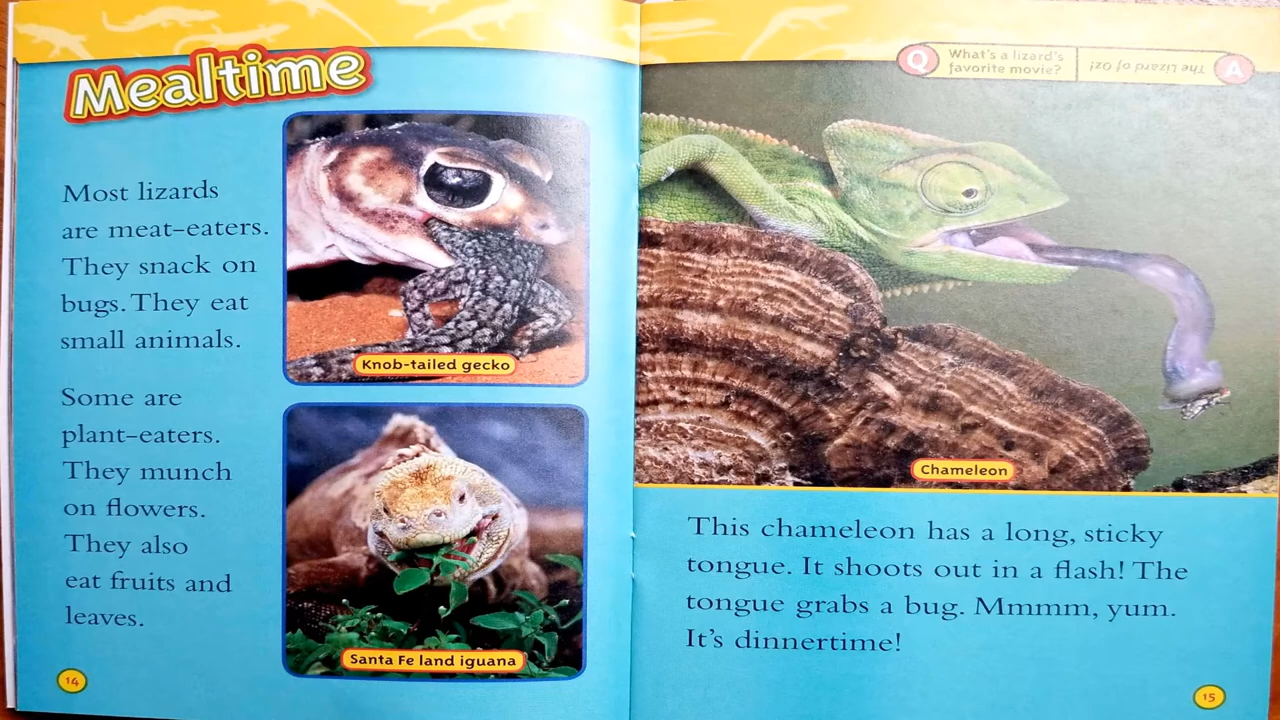 Mealtime
Most lizards
are meat-eaters.
They snack on
bugs. They eat
small animals.
Some are
plant-eaters.
They munch
on flowers.
They also
eat fruits and
leaves.
Knob-tailed gecko
Santa Fe land iguana
14
Q
What's a lizard's
favorite movie?
The Lizard of Oz!
A
Chameleon
This chameleon has a long, sticky
tongue. It shoots out in a flash! The
tongue grabs a bug. Mmmm, yum.
It's dinnertime!
15